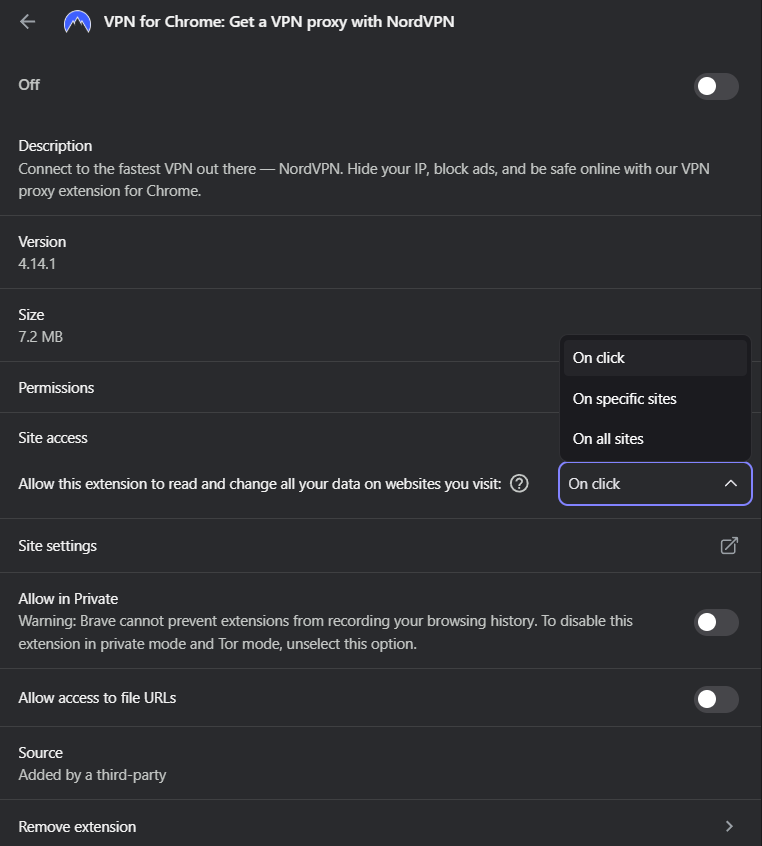 VPN for Chrome: Get a VPN proxy with NordVPN
Off
Description
Connect to the fastest VPN out there — NordVPN. Hide your IP, block ads, and be safe online with our VPN
proxy extension for Chrome.
Version
4.14.1
Size
7.2 MB
Permissions
Site access
On click
On specific sites
On all sites
Allow this extension to read and change all your data on websites you visit:
On click
Site settings
Allow in Private
Warning: Brave cannot prevent extensions from recording your browsing history. To disable this
extension in private mode and Tor mode, unselect this option.
Allow access to file URLs
Source
Added by a third-party
Remove extension